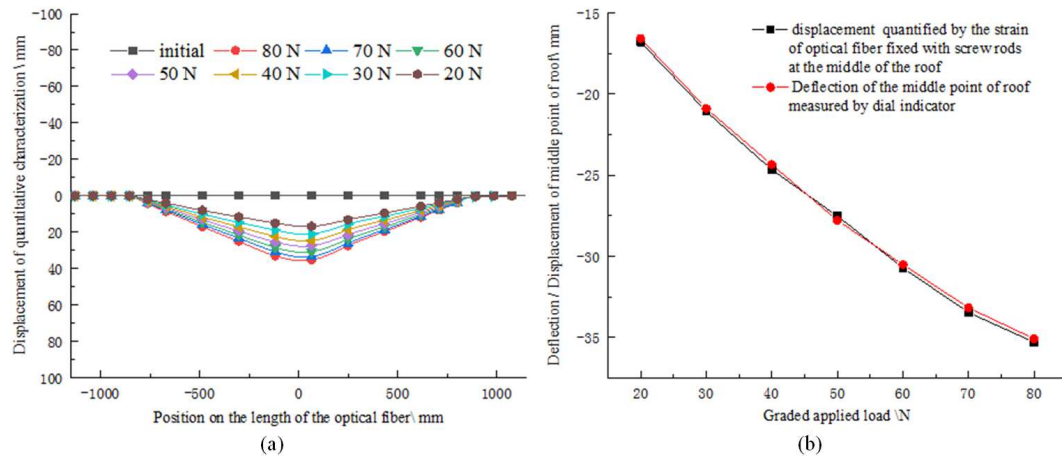 Displacement of quantitative characterization \ mm
-100
-80
-60
-40
-20
0
20
40
60
80
100
initial 80 N 70 N 60 N
50 N 40 N 30 N 20 N
-1000 -500 0 500 1000
Position on the length of the optical fiber\ mm
(a)
Deflection / Displacement of middle point of roof\ mm
-15
-20
-25
-30
-35
displacement quantified by the strain
of optical fiber fixed with screw rods
at the middle of the roof
Deflection of the middle point of roof
measured by dial indicator
20 30 40 50 60 70 80
Graded applied load \N
(b)